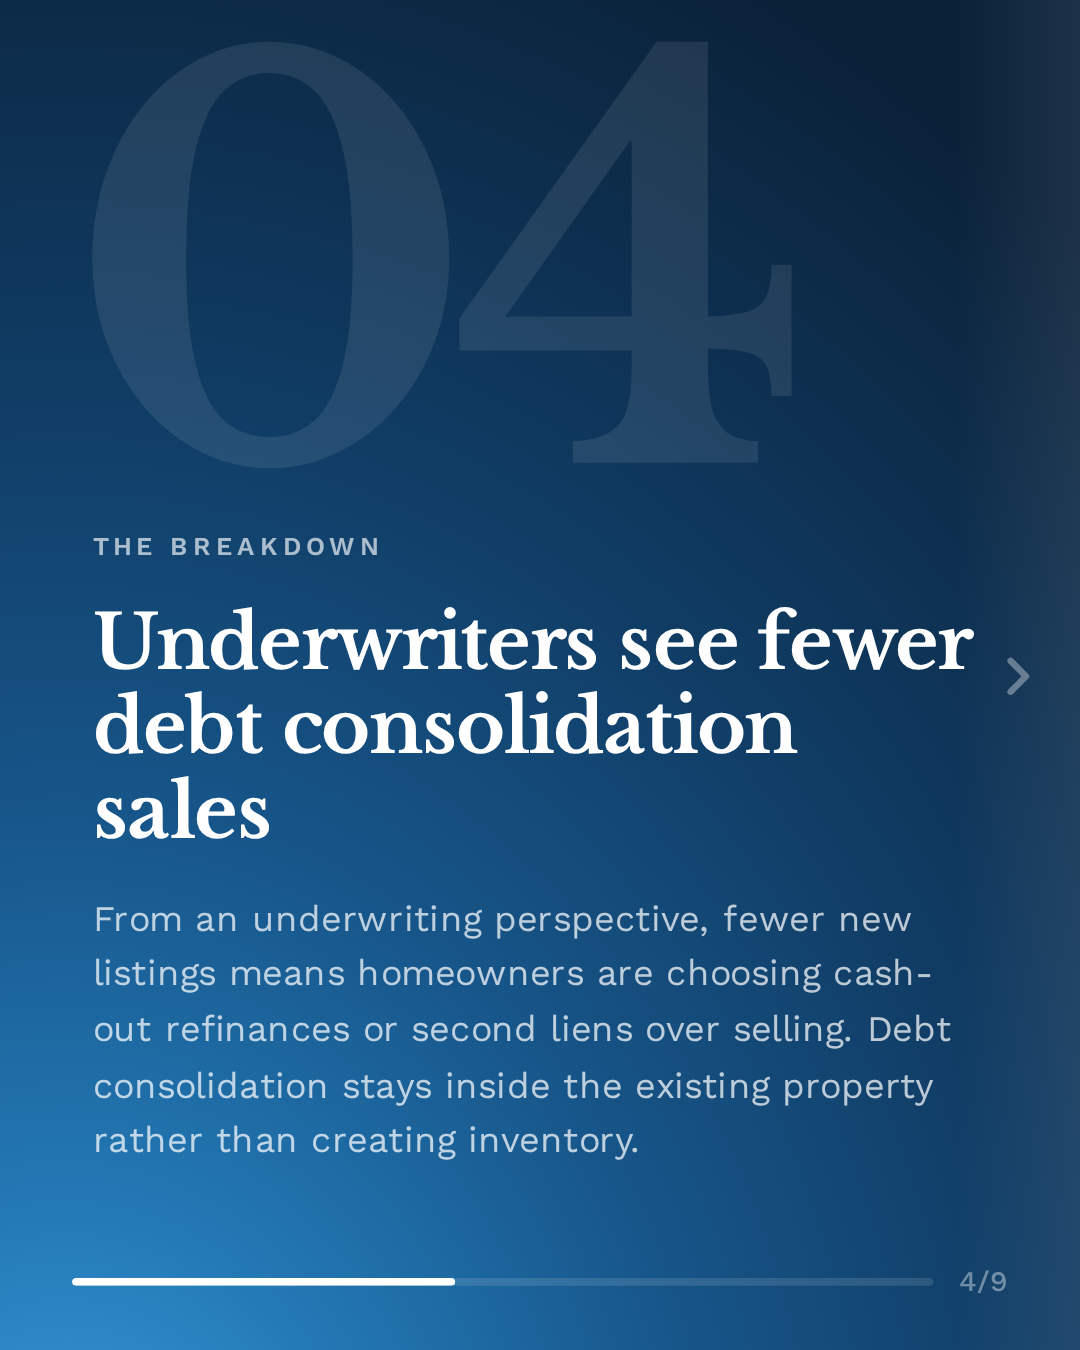 04
THE BREAKDOWN
Underwriters see fewer
debt consolidation
sales
From an underwriting perspective, fewer new
listings means homeowners are choosing cash-
out refinances or second liens over selling. Debt
consolidation stays inside the existing property
rather than creating inventory.
4/9